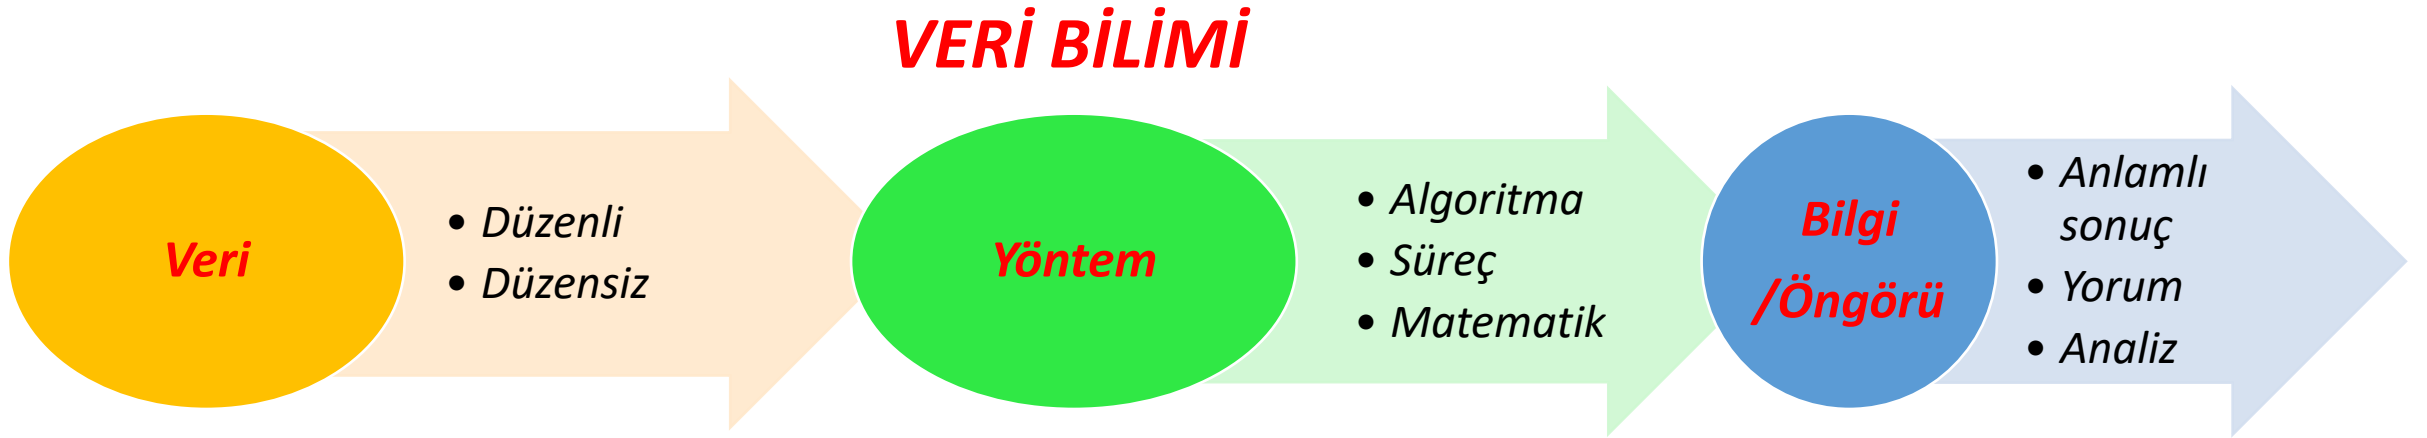 VERİ BİLİMİ
Veri
• Düzenli
• Düzensiz
Yöntem
• Algoritma
• Süreç
• Matematik
Bilgi
/Öngörü
• Anlamlı
sonuç
• Yorum
• Analiz